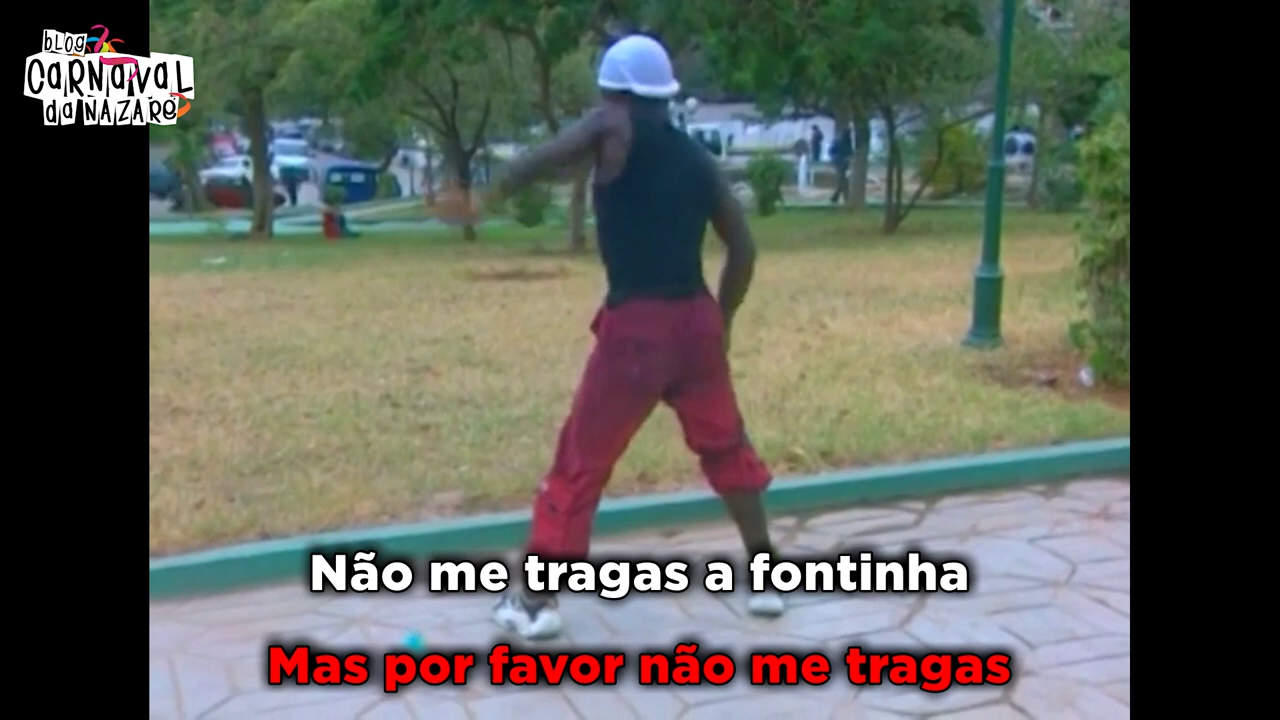 BLOG
CARNAVAL
da NAZARÉ
Não me tragas a fontinha
Mas por favor não me tragas